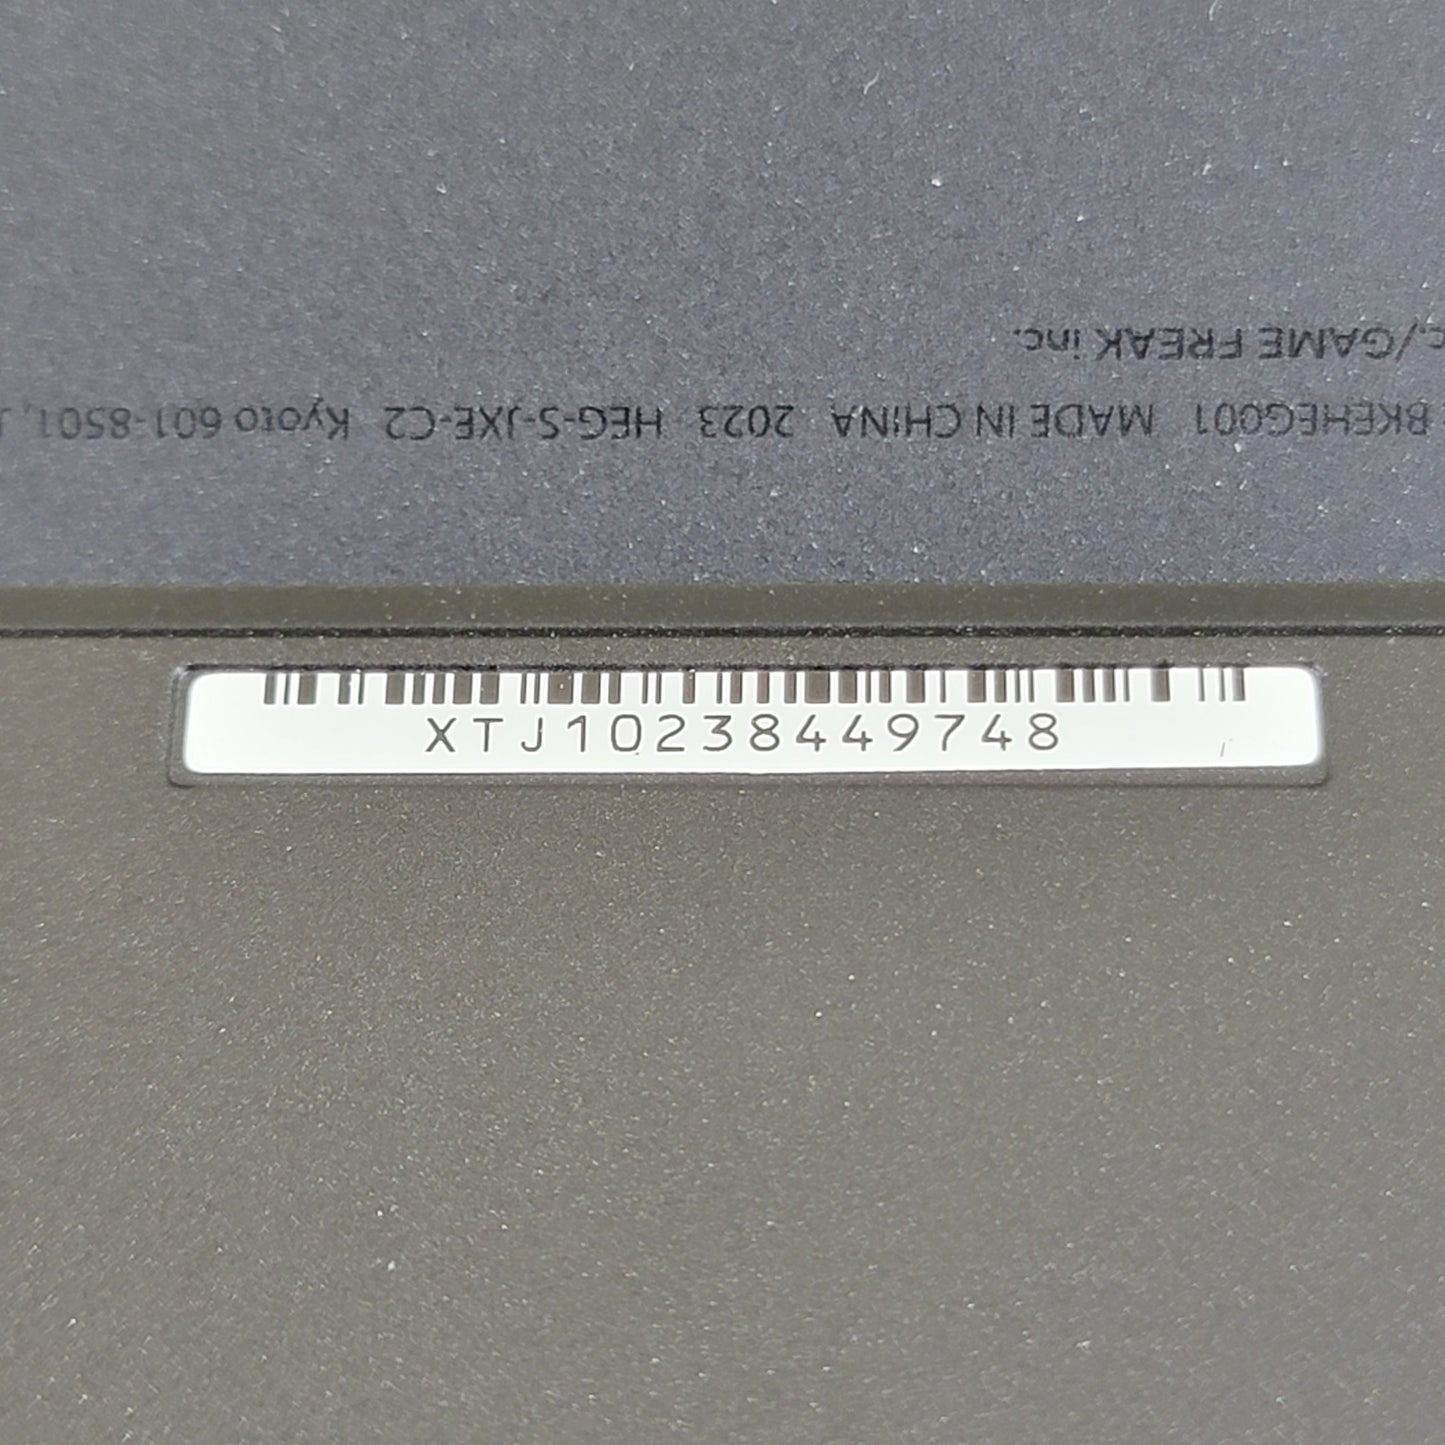 BKEHEG001 MADE IN CHINA 2023 HEG-S-JXE-C2 Kyoto 601-8501, J
c./GAME FREAK inc.
XTJ10238449748